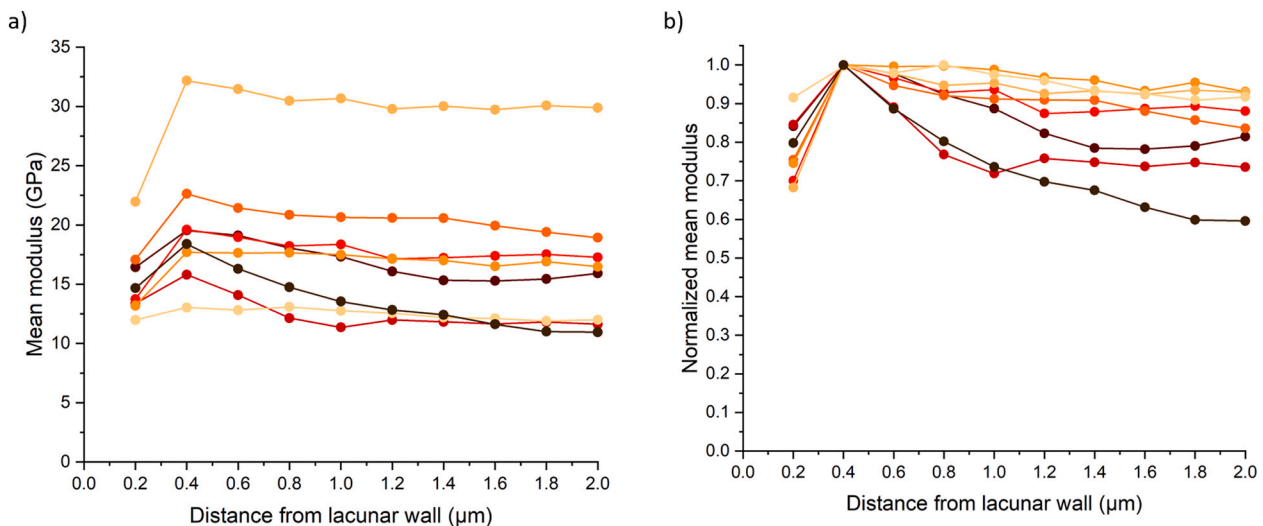 a)
35
30
25
20
15
10
5
0
Mean modulus (GPa)
0.0 0.2 0.4 0.6 0.8 1.0 1.2 1.4 1.6 1.8 2.0
Distance from lacunar wall (µm)
b)
1.0
0.9
0.8
0.7
0.6
0.5
0.4
0.3
0.2
0.1
0.0
Normalized mean modulus
0.0 0.2 0.4 0.6 0.8 1.0 1.2 1.4 1.6 1.8 2.0
Distance from lacunar wall (µm)